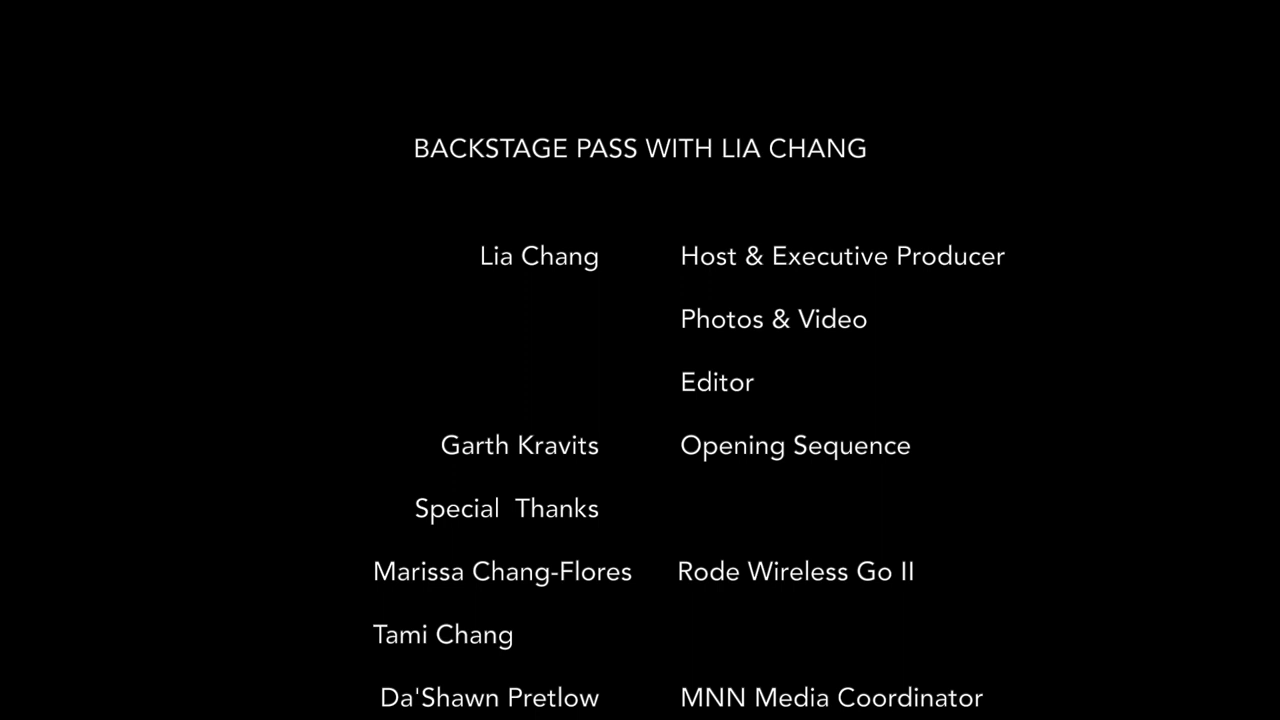 BACKSTAGE PASS WITH LIA CHANG
Lia Chang Host & Executive Producer
Photos & Video
Editor
Garth Kravits Opening Sequence
Special  Thanks
Marissa Chang-Flores Rode Wireless Go II
Tami Chang
Da'Shawn Pretlow MNN Media Coordinator